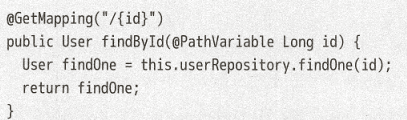 @GetMapping("/{id}")
public User findById(@PathVariable Long id) {
  User findOne = this.userRepository.findOne(id);
  return findOne;
}